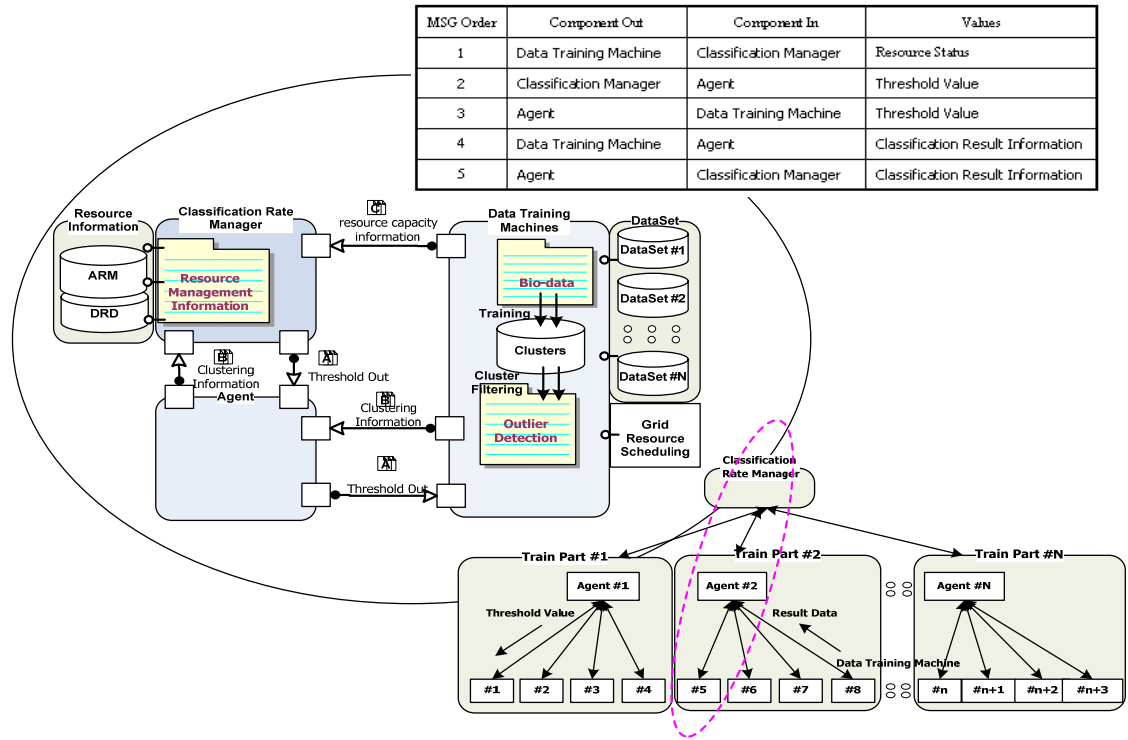 MSG Order Component Out Component In Values
1 Data Training Machine Classification Manager Resource Status
2 Classification Manager Agent Threshold Value
3 Agent Data Training Machine Threshold Value
4 Data Training Machine Agent Classification Result Information
5 Agent Classification Manager Classification Result Information
Resource
Information
ARM
DRD
Classification Rate
Manager
Resource
Management
Information
C
resource capacity
information
Data Training
Machines
Bio-data
Training
Clusters
Cluster
Filtering
Outlier
Detection
DataSet
DataSet #1
DataSet #2
DataSet #N
Grid
Resource
Scheduling
B
Clustering
Information
A
Threshold Out
Agent
B
Clustering
Information
A
Threshold Out
Classification
Rate Manager
Train Part #1
Agent #1
Threshold Value
#1 #2 #3 #4
Train Part #2
Agent #2
Result Data
Data Training Machine
#5 #6 #7 #8
Train Part #N
Agent #N
#n #n+1 #n+2 #n+3